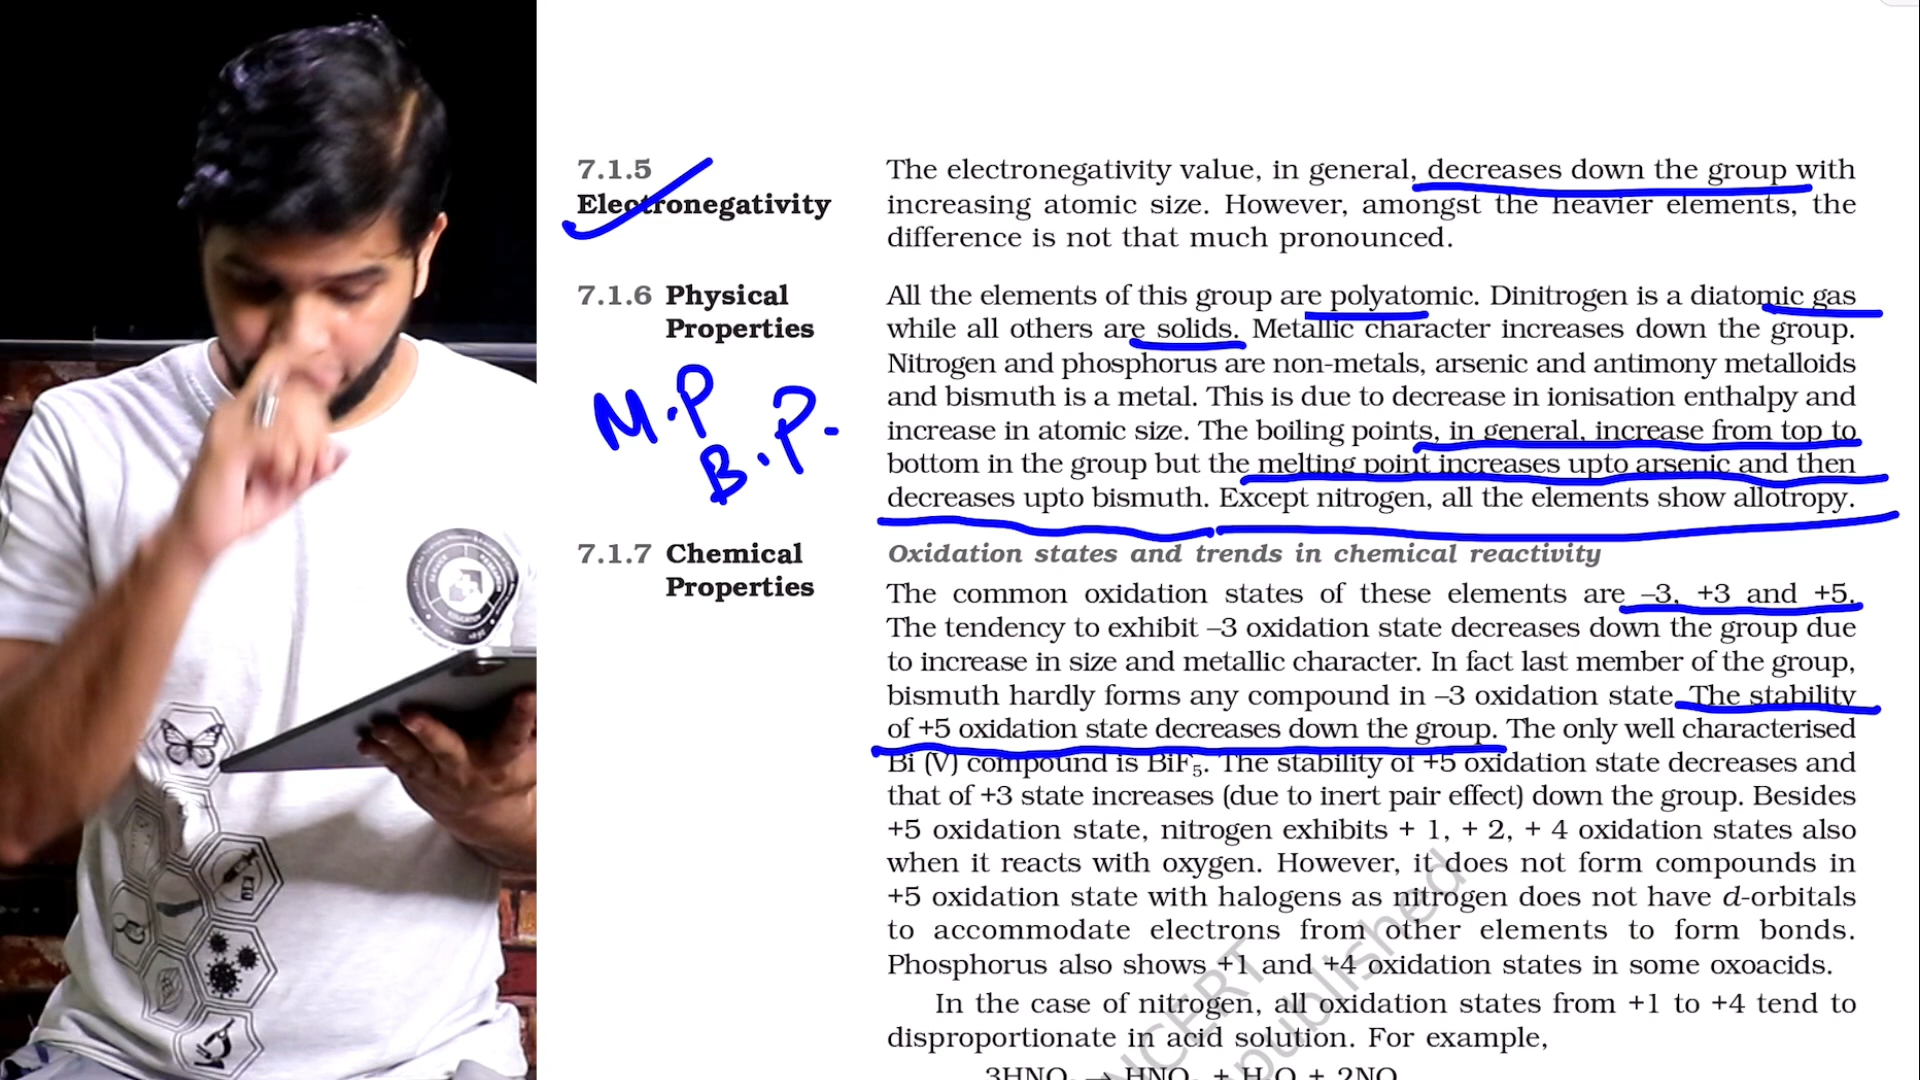 7.1.5
Electronegativity
The electronegativity value, in general, decreases down the group with
increasing atomic size. However, amongst the heavier elements, the
difference is not that much pronounced.
7.1.6 Physical
Properties
All the elements of this group are polyatomic. Dinitrogen is a diatomic gas
while all others are solids. Metallic character increases down the group.
Nitrogen and phosphorus are non-metals, arsenic and antimony metalloids
and bismuth is a metal. This is due to decrease in ionisation enthalpy and
increase in atomic size. The boiling points, in general, increase from top to
bottom in the group but the melting point increases upto arsenic and then
decreases upto bismuth. Except nitrogen, all the elements show allotropy.
M.P
B.P.
7.1.7 Chemical
Properties
Oxidation states and trends in chemical reactivity
The common oxidation states of these elements are –3, +3 and +5.
The tendency to exhibit –3 oxidation state decreases down the group due
to increase in size and metallic character. In fact last member of the group,
bismuth hardly forms any compound in –3 oxidation state. The stability
of +5 oxidation state decreases down the group. The only well characterised
Bi (V) compound is BiF₅. The stability of +5 oxidation state decreases and
that of +3 state increases (due to inert pair effect) down the group. Besides
+5 oxidation state, nitrogen exhibits + 1, + 2, + 4 oxidation states also
when it reacts with oxygen. However, it does not form compounds in
+5 oxidation state with halogens as nitrogen does not have d-orbitals
to accommodate electrons from other elements to form bonds.
Phosphorus also shows +1 and +4 oxidation states in some oxoacids.
In the case of nitrogen, all oxidation states from +1 to +4 tend to
disproportionate in acid solution. For example,
NCERT
published